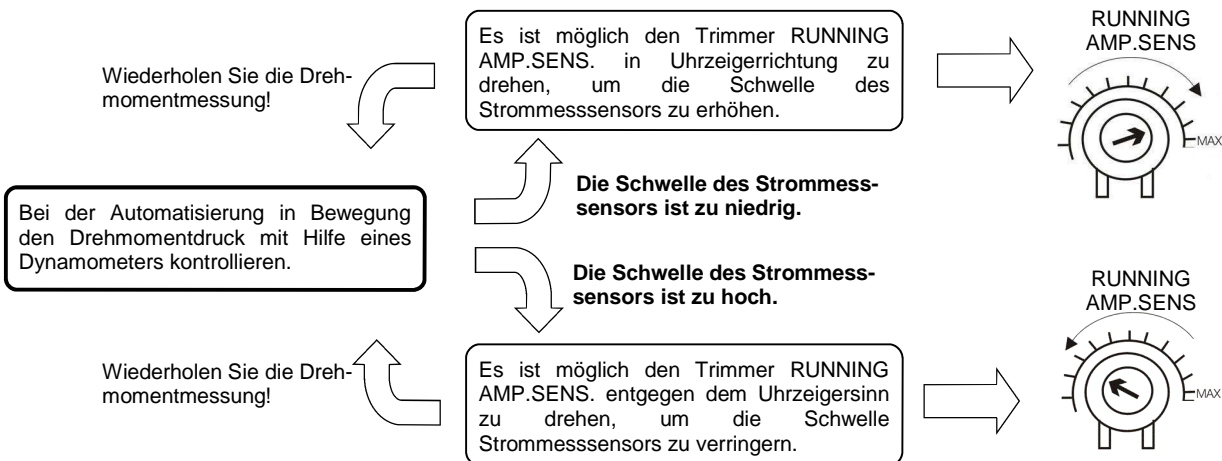 Wiederholen Sie die Dreh-
momentmessung!
Es ist möglich den Trimmer RUNNING
AMP.SENS. in Uhrzeigerrichtung zu
drehen, um die Schwelle des
Strommesssensors zu erhöhen.
RUNNING
AMP.SENS
MAX
Bei der Automatisierung in Bewegung
den Drehmomentdruck mit Hilfe eines
Dynamometers kontrollieren.
Die Schwelle des Strommess-
sensors ist zu niedrig.
Die Schwelle des Strommess-
sensors ist zu hoch.
Wiederholen Sie die Dreh-
momentmessung!
Es ist möglich den Trimmer RUNNING
AMP.SENS. entgegen dem Uhrzeigersinn
zu drehen, um die Schwelle
Strommesssensors zu verringern.
RUNNING
AMP.SENS
MAX